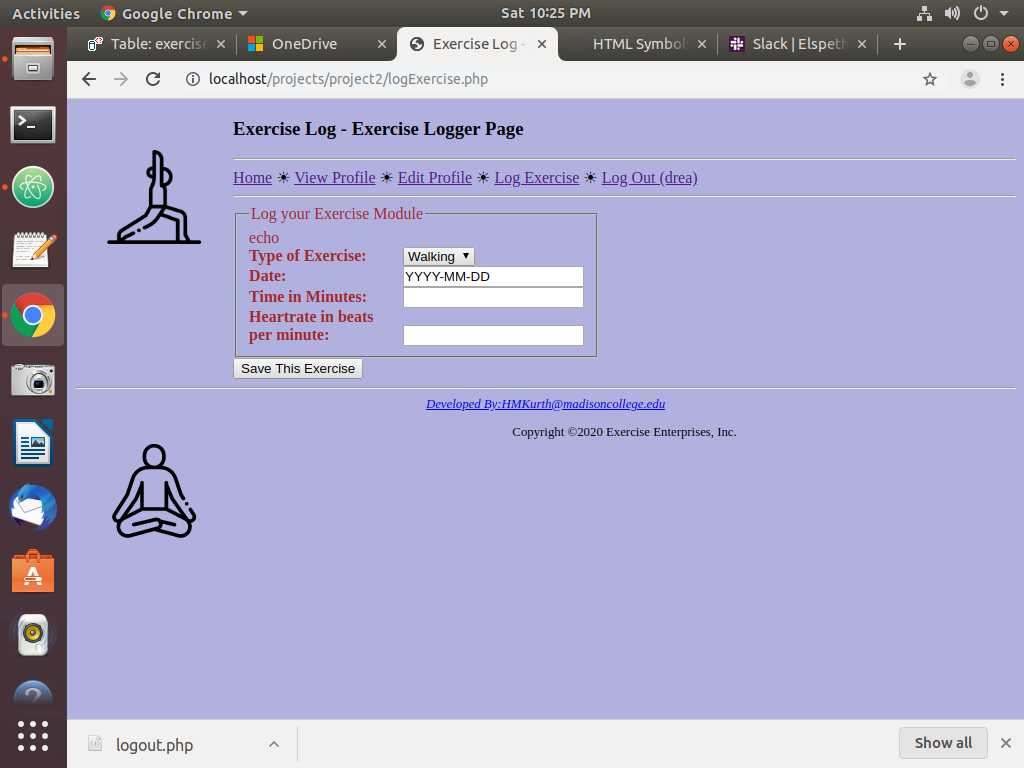 Activities Google Chrome Sat 10:25 PM
Table: exercise OneDrive Exercise Log - HTML Symbol Slack | Elspeth
localhost/projects/project2/logExercise.php
Exercise Log - Exercise Logger Page
Home ☀ View Profile ☀ Edit Profile ☀ Log Exercise ☀ Log Out (drea)
Log your Exercise Module
echo
Type of Exercise: Walking
Date: YYYY-MM-DD
Time in Minutes:
Heartrate in beats
per minute:
Save This Exercise
Developed By:HMKurth@madisoncollege.edu
Copyright ©2020 Exercise Enterprises, Inc.
logout.php Show all